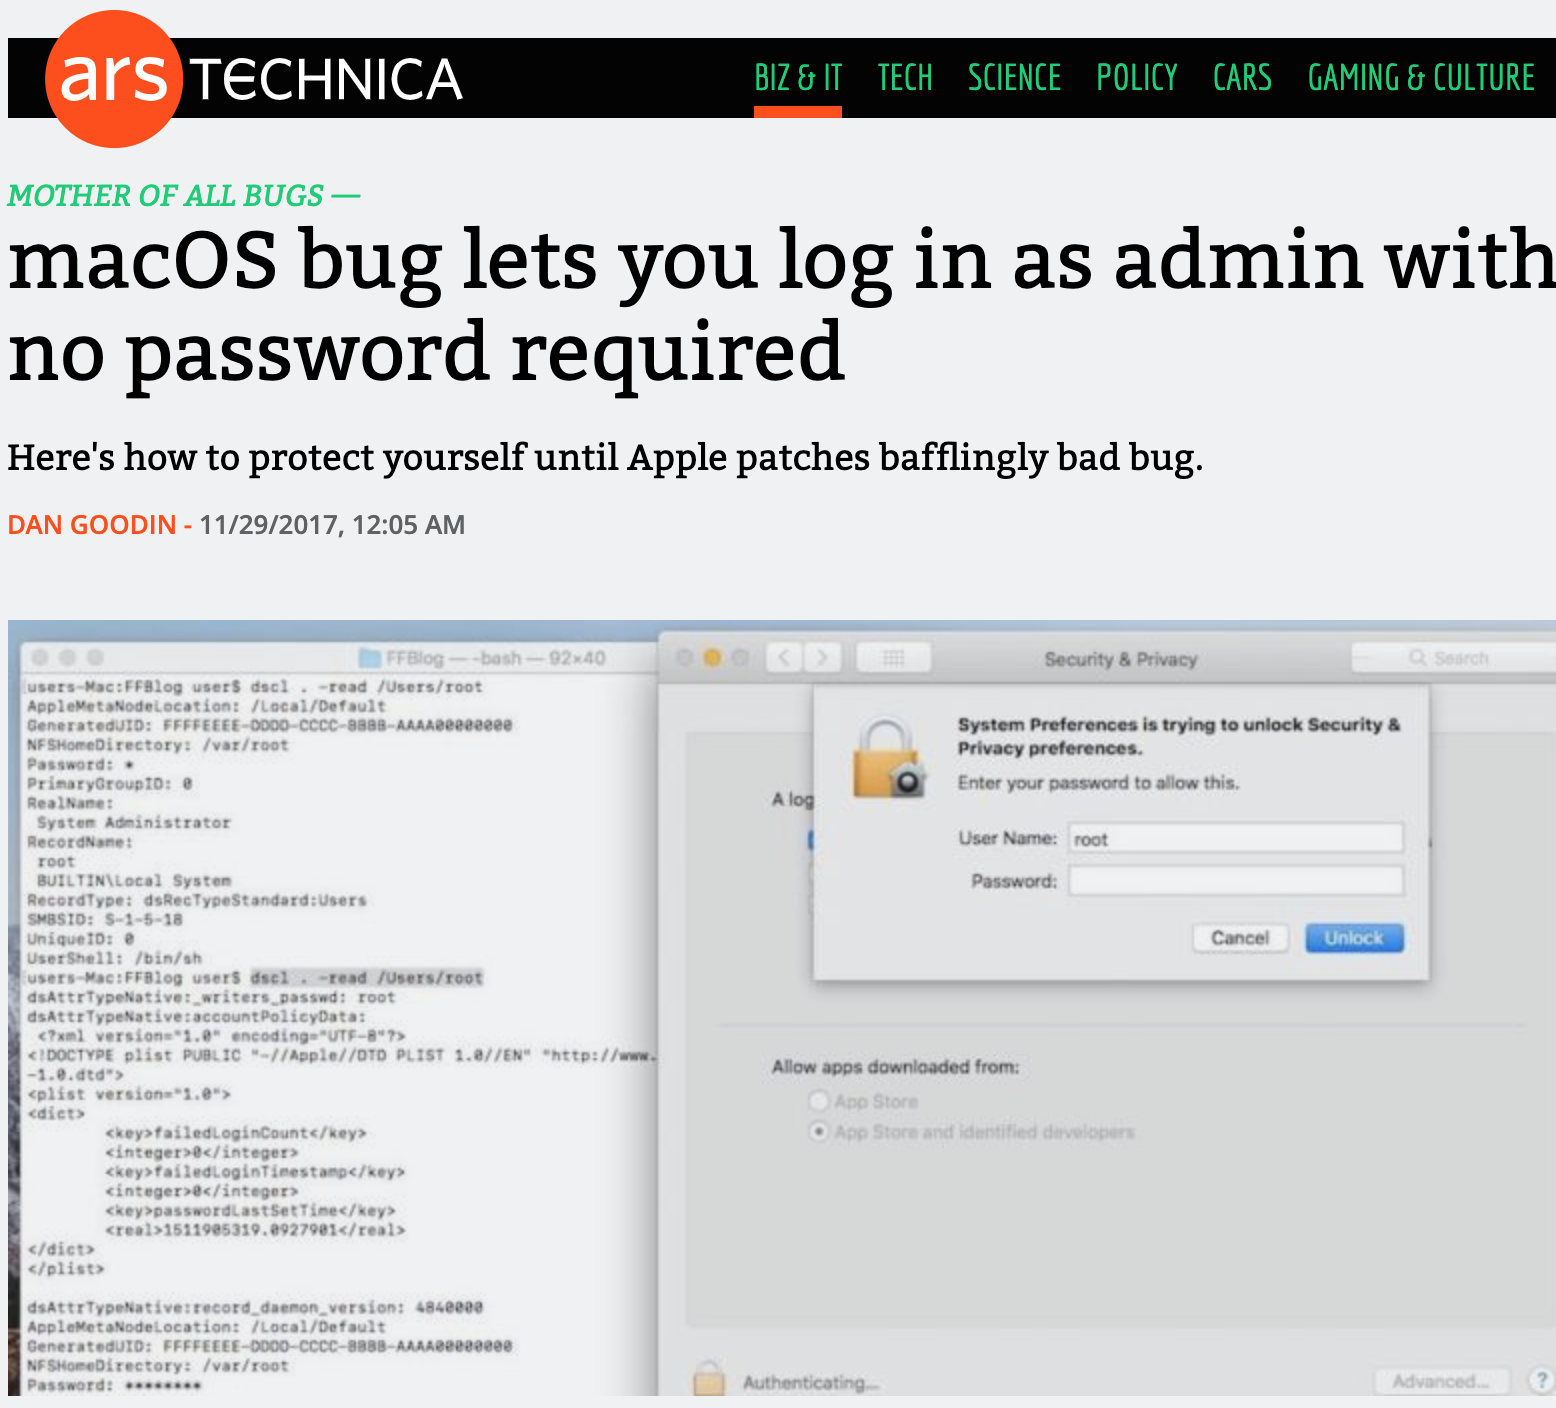 ars TECHNICA
BIZ & IT TECH SCIENCE POLICY CARS GAMING & CULTURE
MOTHER OF ALL BUGS —
macOS bug lets you log in as admin with
no password required
Here's how to protect yourself until Apple patches bafflingly bad bug.
DAN GOODIN - 11/29/2017, 12:05 AM
FFBlog — -bash — 92×40
users-Mac:FFBlog user$ dscl . -read /Users/root
AppleMetaNodeLocation: /Local/Default
GeneratedUID: FFFFEEEE-DDDD-CCCC-BBBB-AAAA00000000
NFSHomeDirectory: /var/root
Password: *
PrimaryGroupID: 0
RealName:
System Administrator
RecordName:
root
BUILTIN\Local System
RecordType: dsRecTypeStandard:Users
SMBSID: S-1-5-18
UniqueID: 0
UserShell: /bin/sh
users-Mac:FFBlog user$ dscl . -read /Users/root
dsAttrTypeNative:_writers_passwd: root
dsAttrTypeNative:accountPolicyData:
<?xml version="1.0" encoding="UTF-8"?>
<!DOCTYPE plist PUBLIC "-//Apple//DTD PLIST 1.0//EN" "http://www.
-1.0.dtd">
<plist version="1.0">
<dict>
<key>failedLoginCount</key>
<integer>0</integer>
<key>failedLoginTimestamp</key>
<integer>0</integer>
<key>passwordLastSetTime</key>
<real>1511905319.0927901</real>
</dict>
</plist>
dsAttrTypeNative:record_daemon_version: 4840000
AppleMetaNodeLocation: /Local/Default
GeneratedUID: FFFFEEEE-DDDD-CCCC-BBBB-AAAA00000000
NFSHomeDirectory: /var/root
Password: ********
Security & Privacy
Search
System Preferences is trying to unlock Security &
Privacy preferences.
Enter your password to allow this.
A log
User Name: root
Password:
Cancel Unlock
Allow apps downloaded from:
App Store
App Store and identified developers
Authenticating...
Advanced... ?